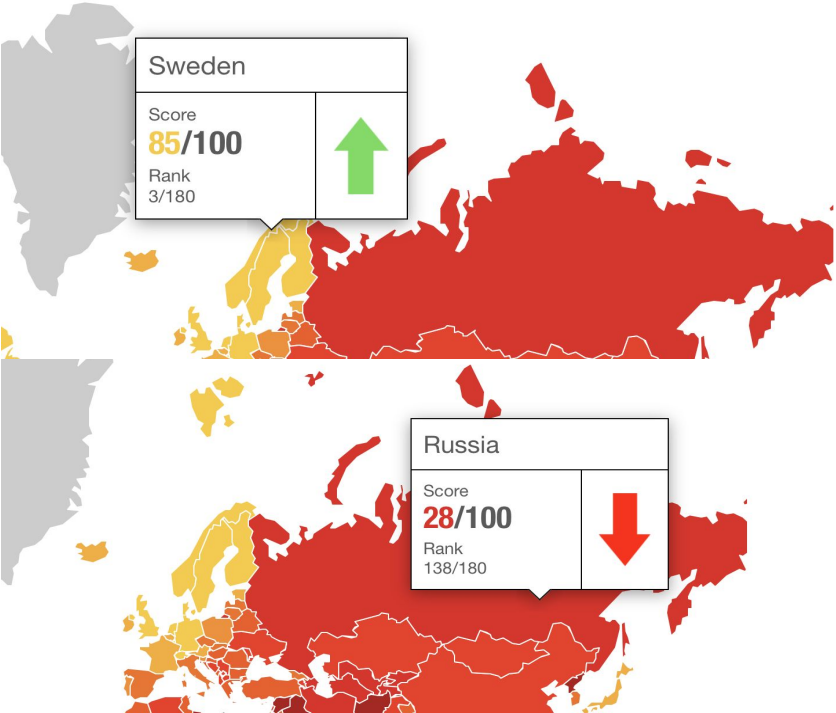 Sweden
Score
85/100
Rank
3/180
Russia
Score
28/100
Rank
138/180